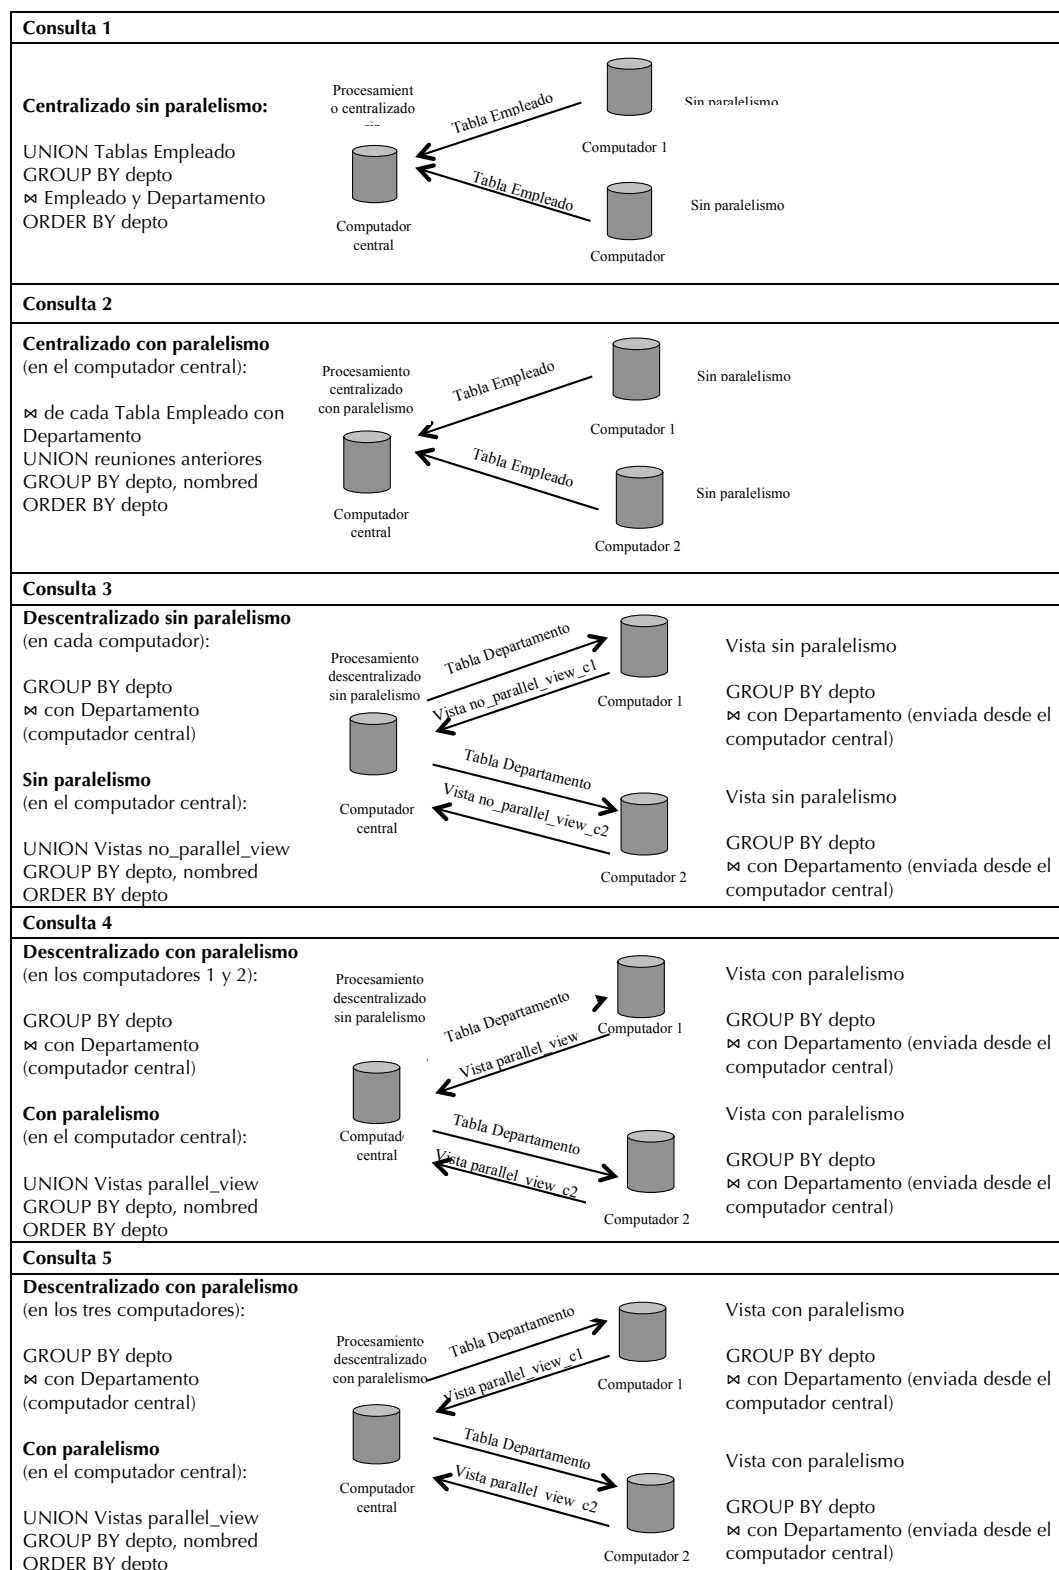 Consulta 1
Centralizado sin paralelismo:
UNION Tablas Empleado
GROUP BY depto
⋈ Empleado y Departamento
ORDER BY depto
Procesamient
o centralizado
Computador
central
Tabla Empleado
Tabla Empleado
Computador 1
Sin paralelismo
Computador
Sin paralelismo
Consulta 2
Centralizado con paralelismo
(en el computador central):
⋈ de cada Tabla Empleado con
Departamento
UNION reuniones anteriores
GROUP BY depto, nombred
ORDER BY depto
Procesamiento
centralizado
con paralelismo
Computador
central
Tabla Empleado
Tabla Empleado
Computador 1
Sin paralelismo
Computador 2
Sin paralelismo
Consulta 3
Descentralizado sin paralelismo
(en cada computador):
GROUP BY depto
⋈ con Departamento
(computador central)
Sin paralelismo
(en el computador central):
UNION Vistas no_parallel_view
GROUP BY depto, nombred
ORDER BY depto
Procesamiento
descentralizado
sin paralelismo
Computador
central
Tabla Departamento
Vista no_parallel_view_c1
Tabla Departamento
Vista no_parallel_view_c2
Computador 1
Computador 2
Vista sin paralelismo
GROUP BY depto
⋈ con Departamento (enviada desde el
computador central)
Vista sin paralelismo
GROUP BY depto
⋈ con Departamento (enviada desde el
computador central)
Consulta 4
Descentralizado con paralelismo
(en los computadores 1 y 2):
GROUP BY depto
⋈ con Departamento
(computador central)
Con paralelismo
(en el computador central):
UNION Vistas parallel_view
GROUP BY depto, nombred
ORDER BY depto
Procesamiento
descentralizado
sin paralelismo
Computad
central
Tabla Departamento
Vista parallel_view
Tabla Departamento
Vista parallel_view_c2
Computador 1
Computador 2
Vista con paralelismo
GROUP BY depto
⋈ con Departamento (enviada desde el
computador central)
Vista con paralelismo
GROUP BY depto
⋈ con Departamento (enviada desde el
computador central)
Consulta 5
Descentralizado con paralelismo
(en los tres computadores):
GROUP BY depto
⋈ con Departamento
(computador central)
Con paralelismo
(en el computador central):
UNION Vistas parallel_view
GROUP BY depto, nombred
ORDER BY depto
Procesamiento
descentralizado
con paralelismo
Computador
central
Tabla Departamento
Vista parallel_view_c1
Tabla Departamento
Vista parallel_view_c2
Computador 1
Computador 2
Vista con paralelismo
GROUP BY depto
⋈ con Departamento (enviada desde el
computador central)
Vista con paralelismo
GROUP BY depto
⋈ con Departamento (enviada desde el
computador central)